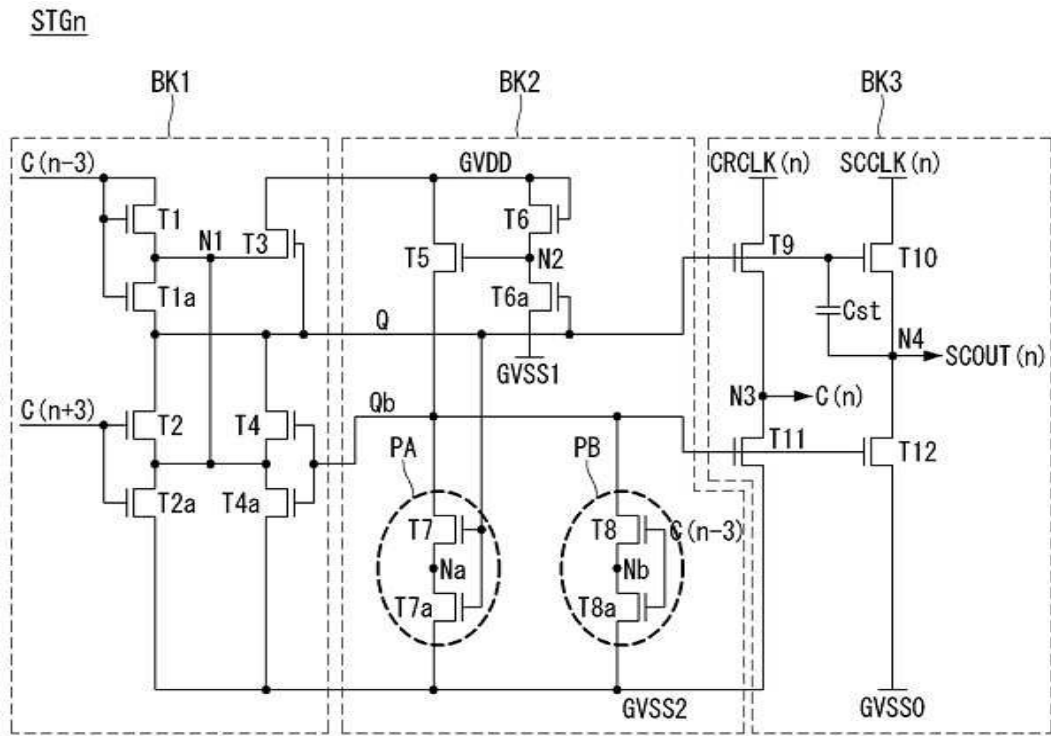 STGn
BK1
BK2
BK3
C(n-3)
GVDD
CRCLK(n)
SCCLK(n)
T1
N1
T3
T6
T5
N2
T9
T10
T1a
T6a
Cst
Q
GVSS1
N4
SCOUT(n)
C(n+3)
T2
T4
Qb
N3
C(n)
T11
T12
PA
PB
T2a
T4a
T7
T8
C(n-3)
Na
Nb
T7a
T8a
GVSS2
GVSS0